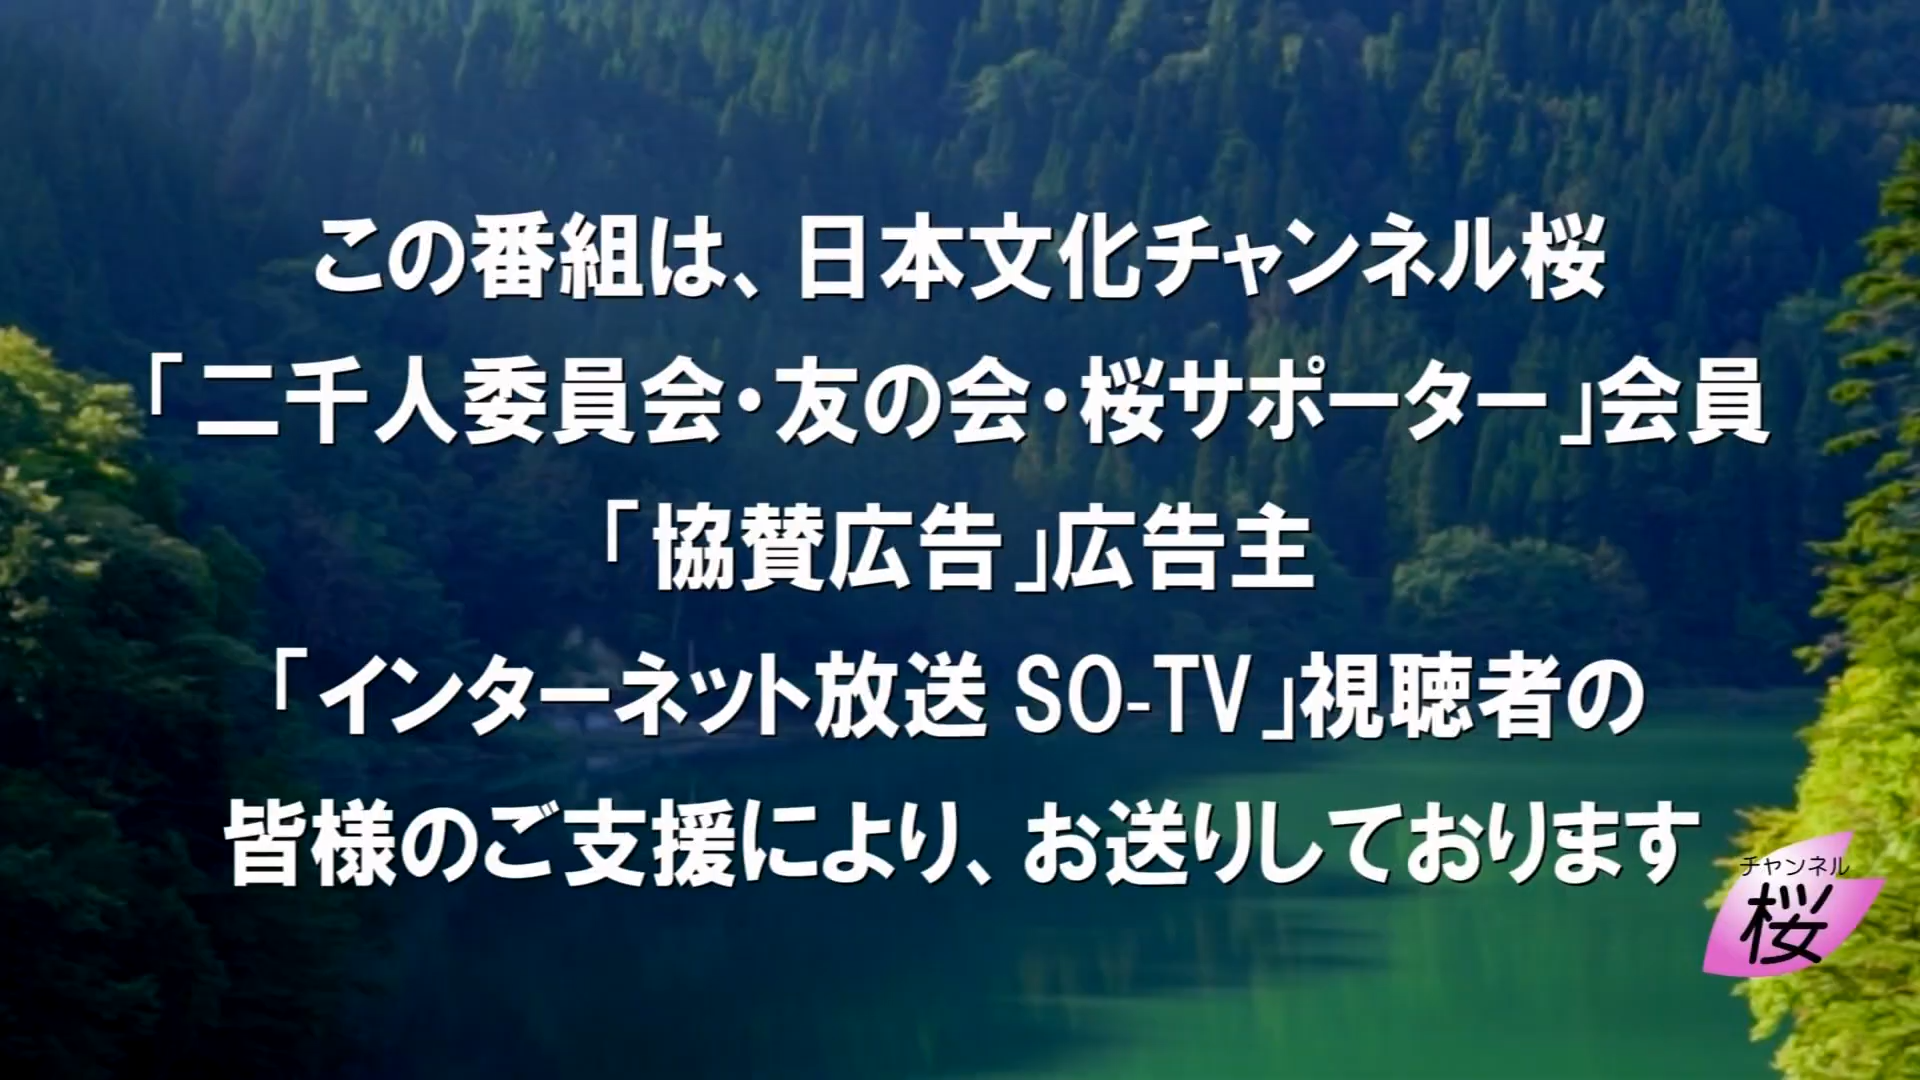 この番組は、日本文化チャンネル桜
「二千人委員会・友の会・桜サポーター」会員
「協賛広告」広告主
「インターネット放送 SO-TV」視聴者の
皆様のご支援により、お送りしております
チャンネル
桜